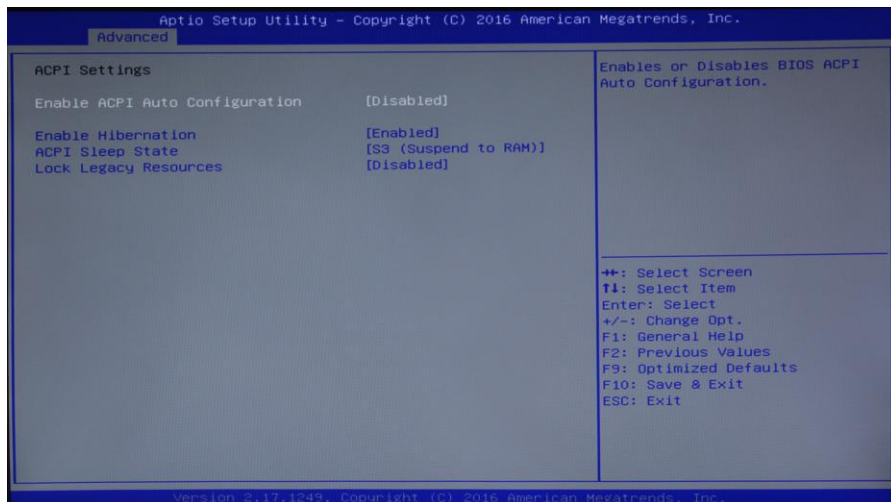 Aptio Setup Utility – Copyright (C) 2016 American Megatrends, Inc.
Advanced
ACPI Settings
Enable ACPI Auto Configuration [Disabled]
Enable Hibernation [Enabled]
ACPI Sleep State [S3 (Suspend to RAM)]
Lock Legacy Resources [Disabled]
Enables or Disables BIOS ACPI
Auto Configuration.
→←: Select Screen
↑↓: Select Item
Enter: Select
+/-: Change Opt.
F1: General Help
F2: Previous Values
F9: Optimized Defaults
F10: Save & Exit
ESC: Exit
Version 2.17.1249. Copyright (C) 2016 American Megatrends, Inc.